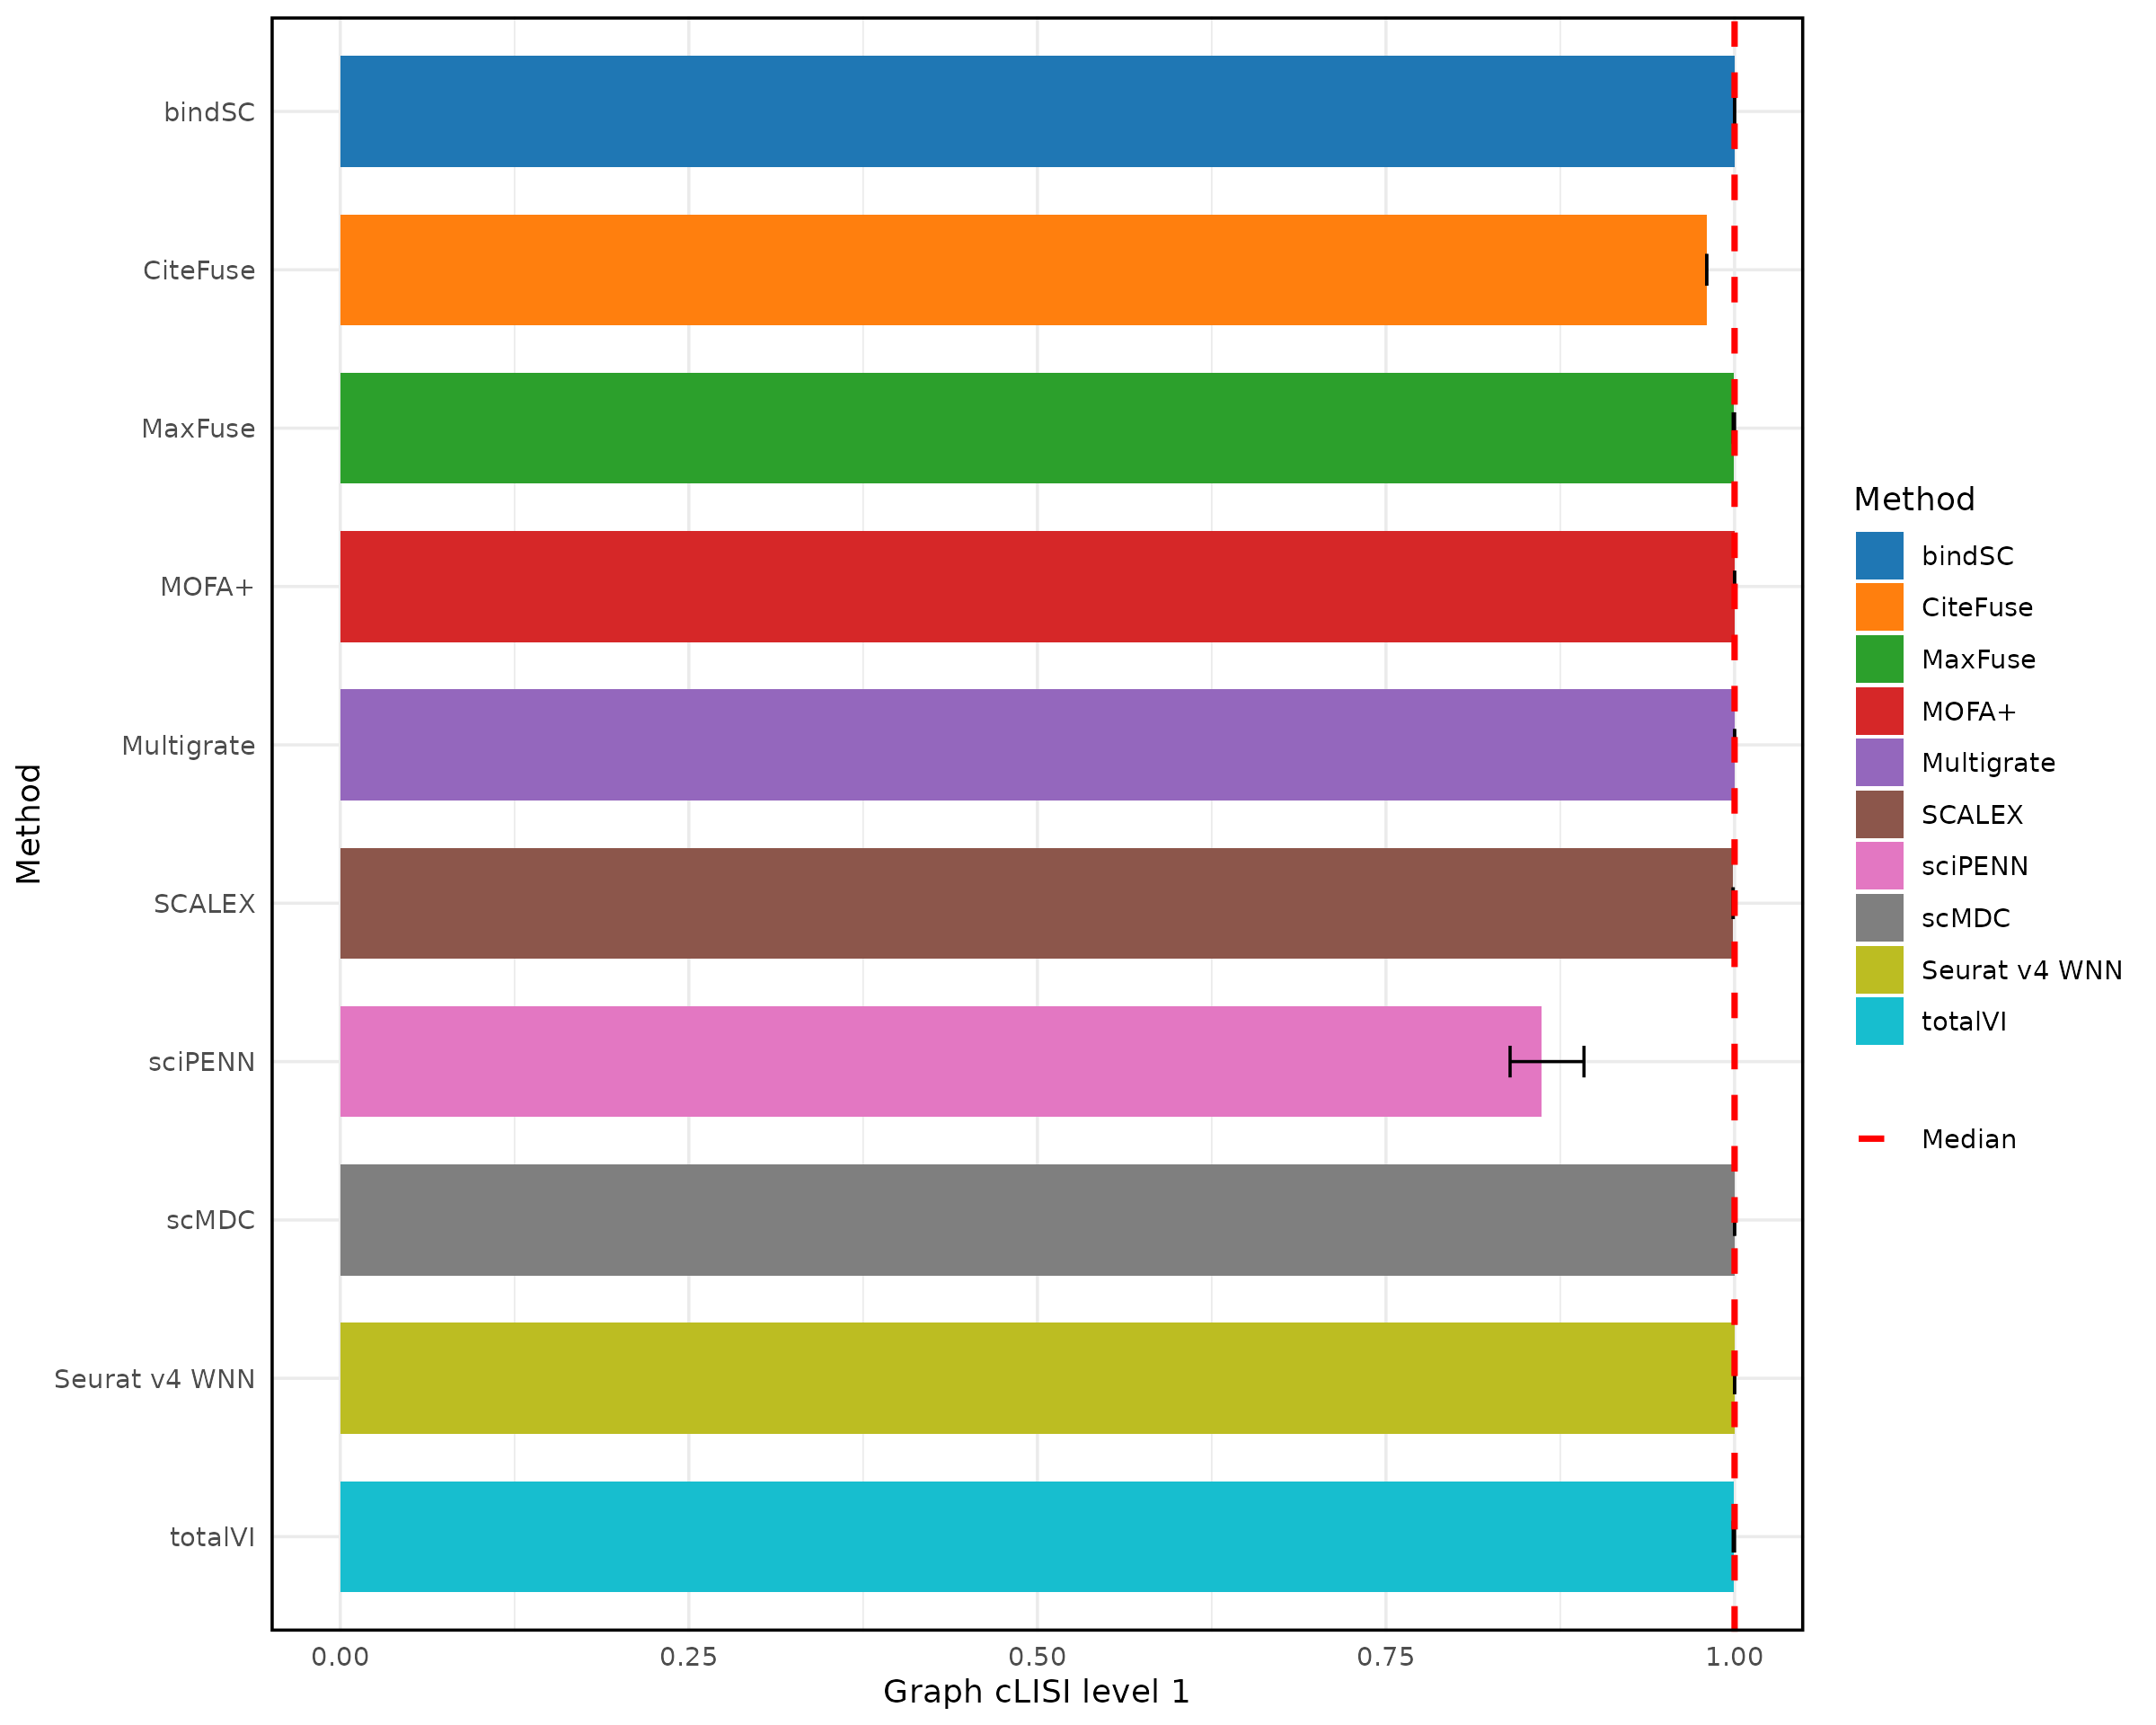 Method
bindSC
CiteFuse
MaxFuse
MOFA+
Multigrate
SCALEX
sciPENN
scMDC
Seurat v4 WNN
totalVI
0.00 0.25 0.50 0.75 1.00
Graph cLISI level 1
Method
bindSC
CiteFuse
MaxFuse
MOFA+
Multigrate
SCALEX
sciPENN
scMDC
Seurat v4 WNN
totalVI
Median